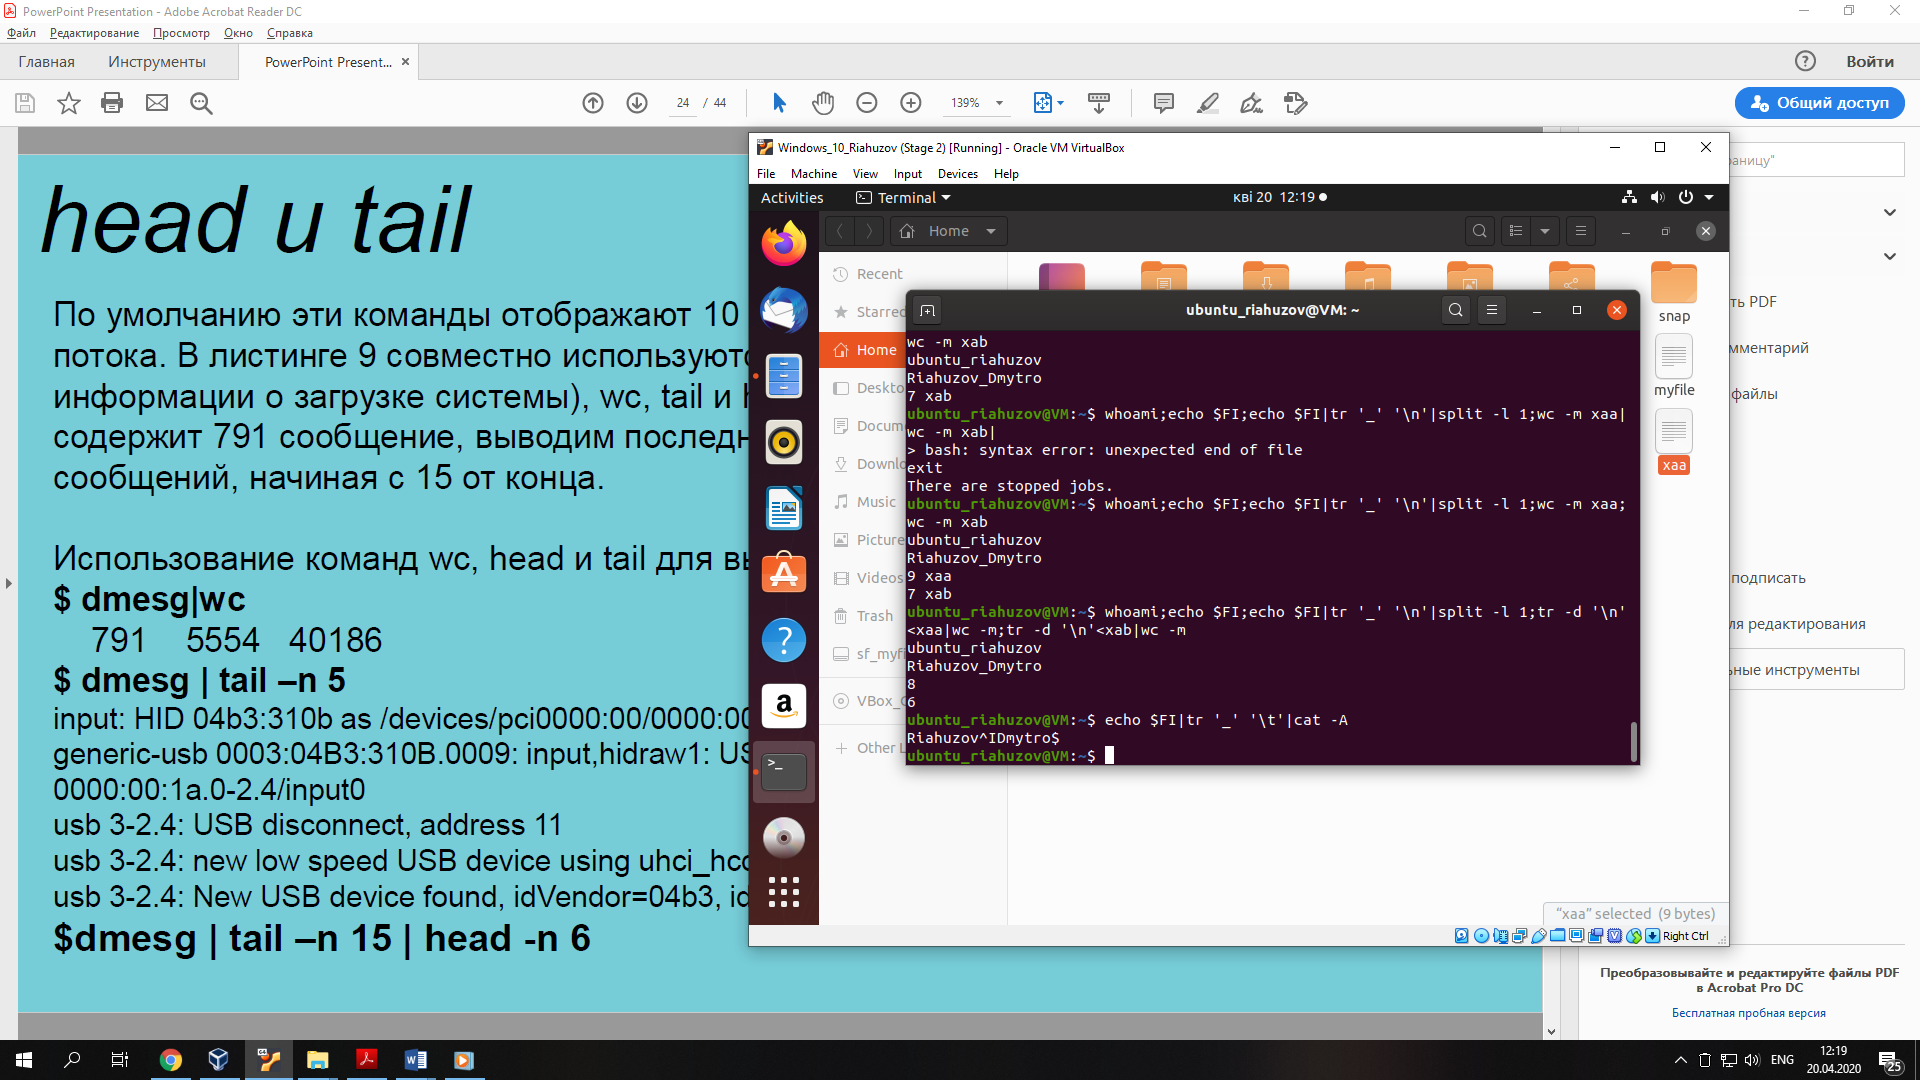 PowerPoint Presentation - Adobe Acrobat Reader DC
Файл Редактирование Просмотр Окно Справка
Главная Инструменты PowerPoint Present... ×
Войти
24 / 44
139%
Общий доступ
head и tail
По умолчанию эти команды отображают 10
потока. В листинге 9 совместно используютс
информации о загрузке системы), wc, tail и
содержит 791 сообщение, выводим последн
сообщений, начиная с 15 от конца.
Использование команд wc, head и tail для вы
$ dmesg|wc
791 5554 40186
$ dmesg | tail –n 5
input: HID 04b3:310b as /devices/pci0000:00/0000:00
generic-usb 0003:04B3:310B.0009: input,hidraw1: US
0000:00:1a.0-2.4/input0
usb 3-2.4: USB disconnect, address 11
usb 3-2.4: new low speed USB device using uhci_hcd
usb 3-2.4: New USB device found, idVendor=04b3, id
$dmesg | tail –n 15 | head -n 6
Windows_10_Riahuzov (Stage 2) [Running] - Oracle VM VirtualBox
File Machine View Input Devices Help
Activities Terminal кві 20 12:19
Home
Recent
Starred
Home
Deskto
Docum
Downlo
Music
Picture
Videos
Trash
sf_myfi
VBox_
Other L
snap
myfile
xaa
ubuntu_riahuzov@VM: ~
wc -m xab
ubuntu_riahuzov
Riahuzov_Dmytro
7 xab
ubuntu_riahuzov@VM:~$ whoami;echo $FI;echo $FI|tr '_' '\n'|split -l 1;wc -m xaa|
wc -m xab|
> bash: syntax error: unexpected end of file
exit
There are stopped jobs.
ubuntu_riahuzov@VM:~$ whoami;echo $FI;echo $FI|tr '_' '\n'|split -l 1;wc -m xaa;
wc -m xab
ubuntu_riahuzov
Riahuzov_Dmytro
9 xaa
7 xab
ubuntu_riahuzov@VM:~$ whoami;echo $FI;echo $FI|tr '_' '\n'|split -l 1;tr -d '\n'
<xaa|wc -m;tr -d '\n'<xab|wc -m
ubuntu_riahuzov
Riahuzov_Dmytro
8
6
ubuntu_riahuzov@VM:~$ echo $FI|tr '_' '\t'|cat -A
Riahuzov^IDmytro$
ubuntu_riahuzov@VM:~$
"xaa" selected (9 bytes)
Right Ctrl
раницу"
ть PDF
мментарий
файлы
подписать
ля редактирования
ьные инструменты
Преобразовывайте и редактируйте файлы PDF
в Acrobat Pro DC
Бесплатная пробная версия
ENG
12:19
20.04.2020
25